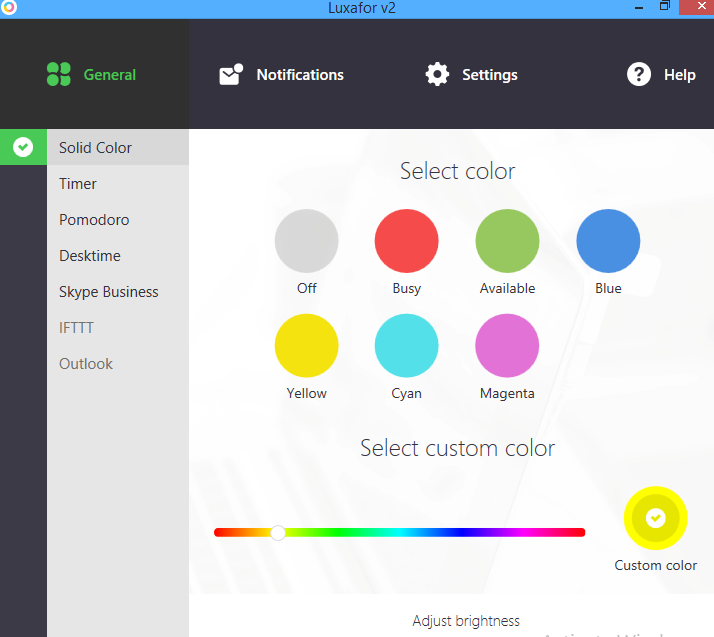 Luxafor v2
General Notifications Settings Help
Solid Color
Timer
Pomodoro
Desktime
Skype Business
IFTTT
Outlook
Select color
Off Busy Available Blue
Yellow Cyan Magenta
Select custom color
Custom color
Adjust brightness